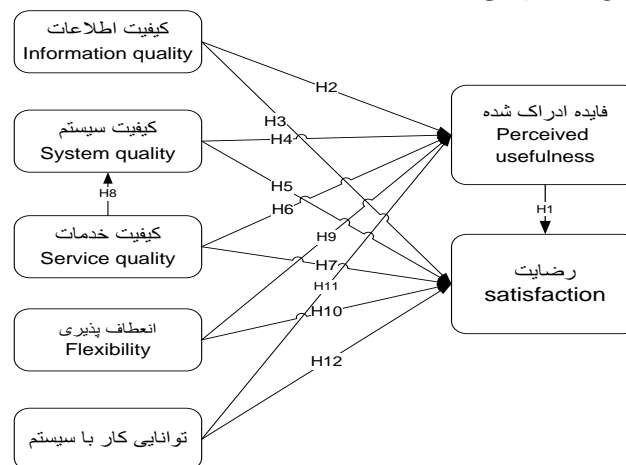 کیفیت اطلاعات
Information quality
H2
فایده ادراک شده
Perceived
usefulness
H3
کیفیت سیستم
System quality
H4
H5
H8
H6
H1
کیفیت خدمات
Service quality
H9
H7
رضایت
satisfaction
H11
انعطاف پذیری
Flexibility
H10
H12
توانایی کار با سیستم